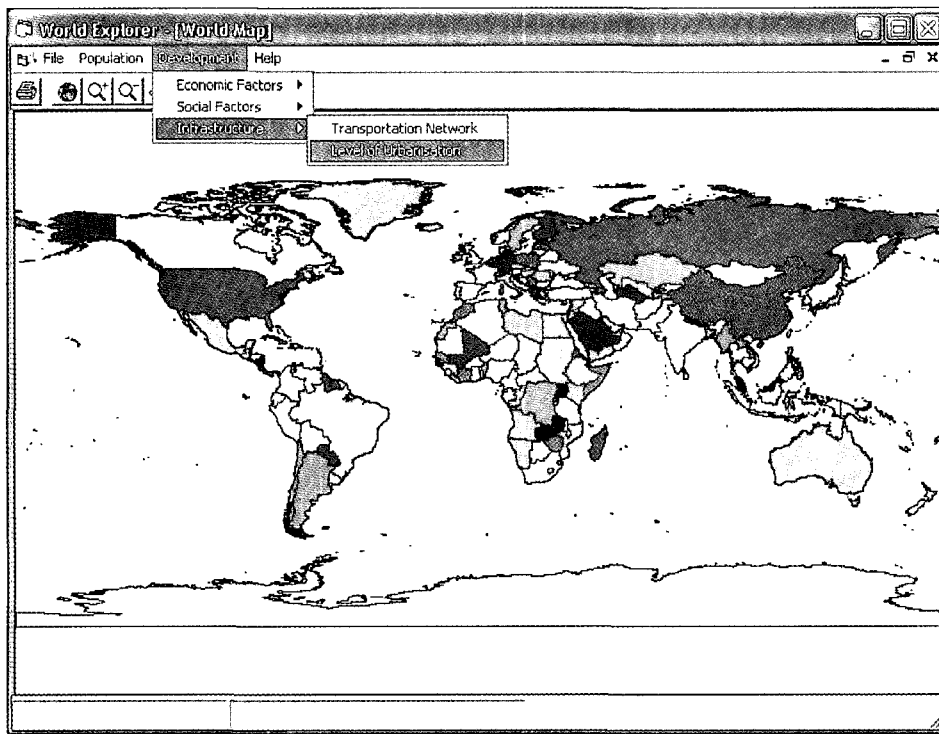 World Explorer - [World Map]
File Population Development Help
Economic Factors
Social Factors
Infrastructure
Transportation Network
Level of Urbanisation